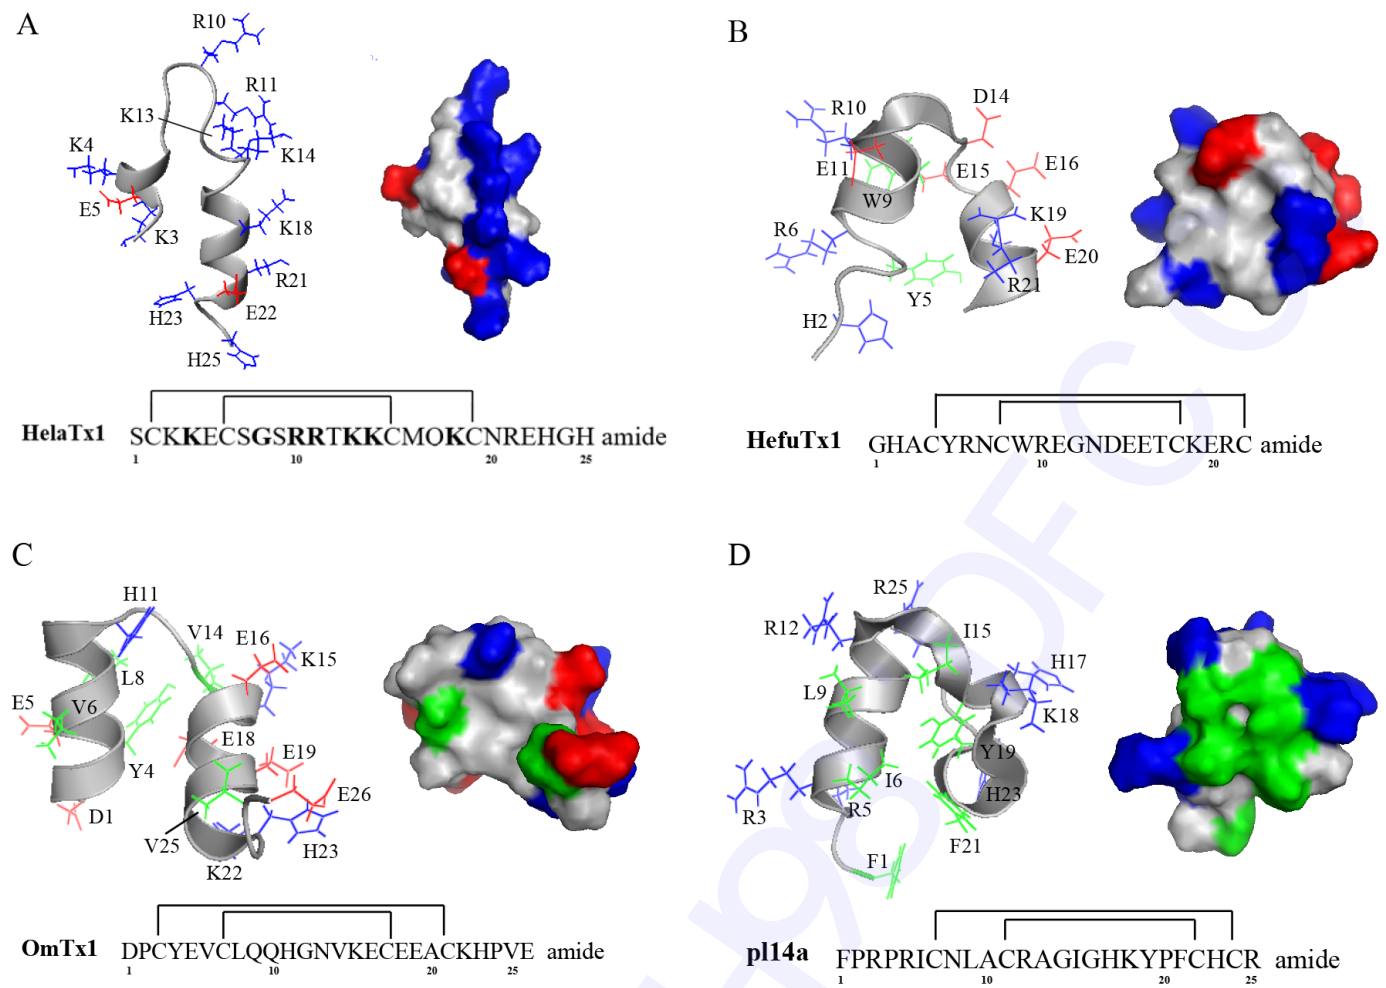 A
R10
R11
K13
K14
K4
E5
K3
K18
R21
H23
E22
H25
HelaTx1 SCKKKECSGSRRTKKCMQKCNREHGH amide
1 10 20 25
B
R10
D14
E11
E15
E16
W9
R6
K19
E20
Y5
R21
H2
HefuTx1 GHACYRNCWREGNDEETCKERC amide
1 10 20
C
H11
V14
E16
K15
L8
E5
V6
E18
E19
Y4
E26
D1
V25
H23
K22
OmTx1 DPCYEVCLQQHGNVKECEEACKHPVE amide
1 10 20 25
D
R25
R12
I15
H17
L9
K18
Y19
I6
H23
R3
R5
F21
F1
pl14a FPRPRICNLACRAGIGHKYPFCHCR amide
1 10 20 25